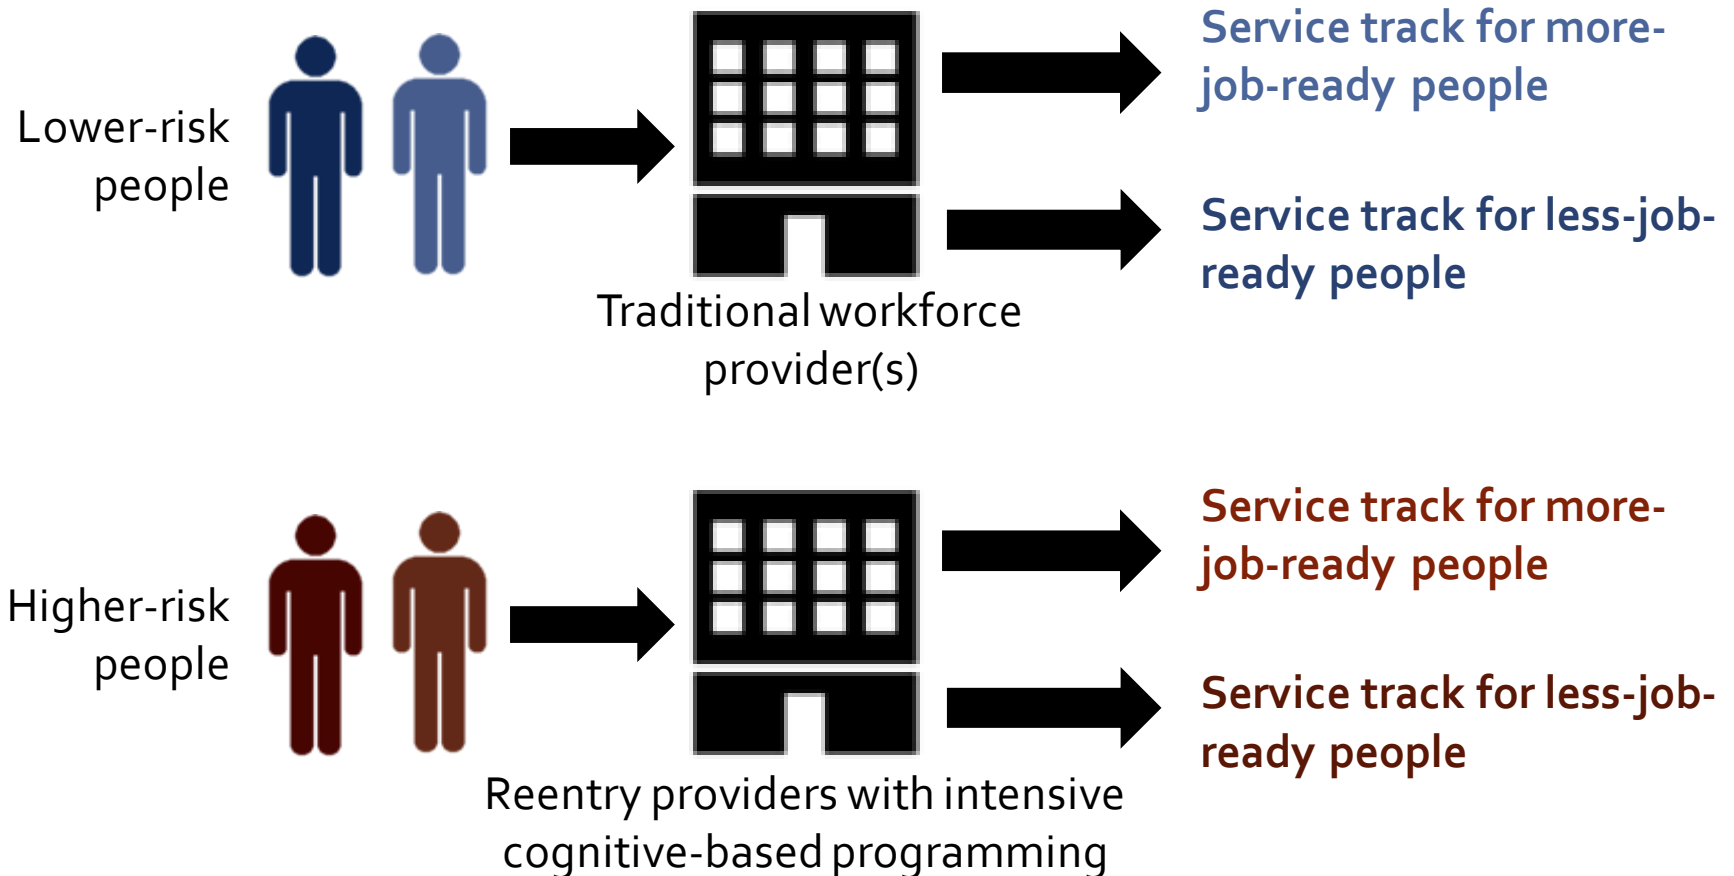 Lower-risk
people
Traditional workforce
provider(s)
Service track for more-
job-ready people
Service track for less-job-
ready people
Higher-risk
people
Reentry providers with intensive
cognitive-based programming
Service track for more-
job-ready people
Service track for less-job-
ready people